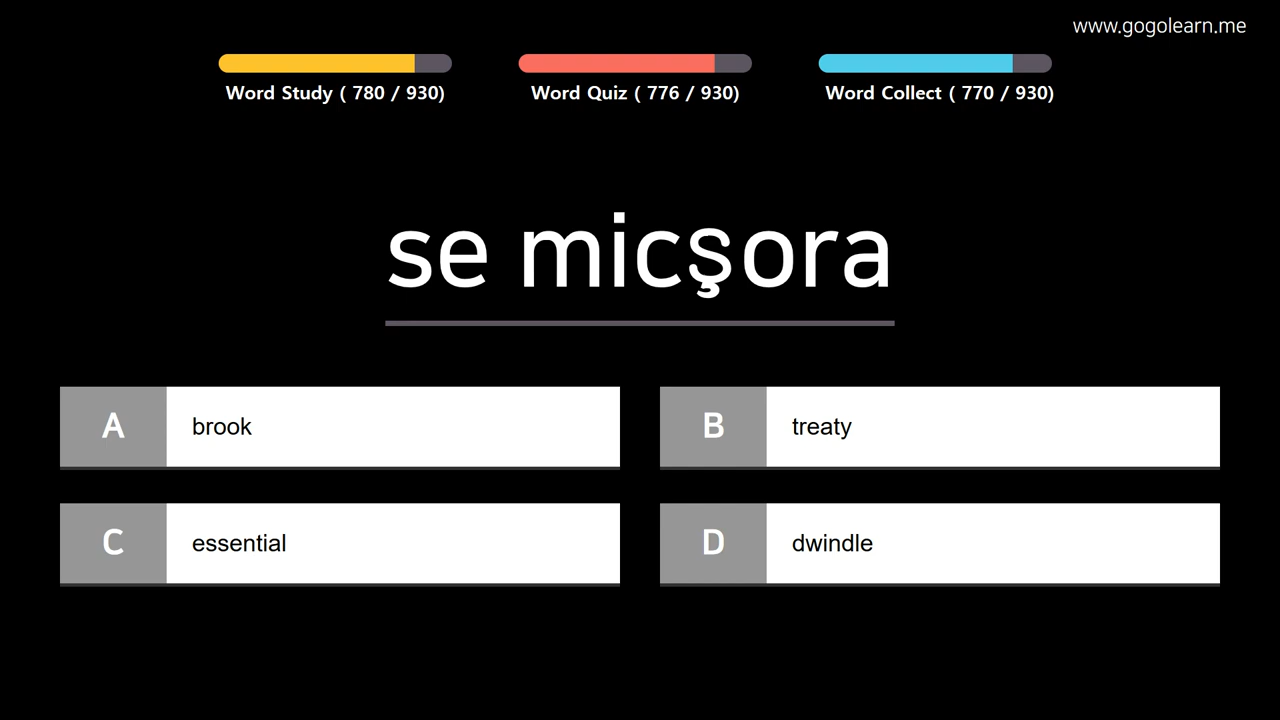 www.gogolearn.me
Word Study ( 780 / 930)
Word Quiz ( 776 / 930)
Word Collect ( 770 / 930)
se micşora
A
brook
B
treaty
C
essential
D
dwindle